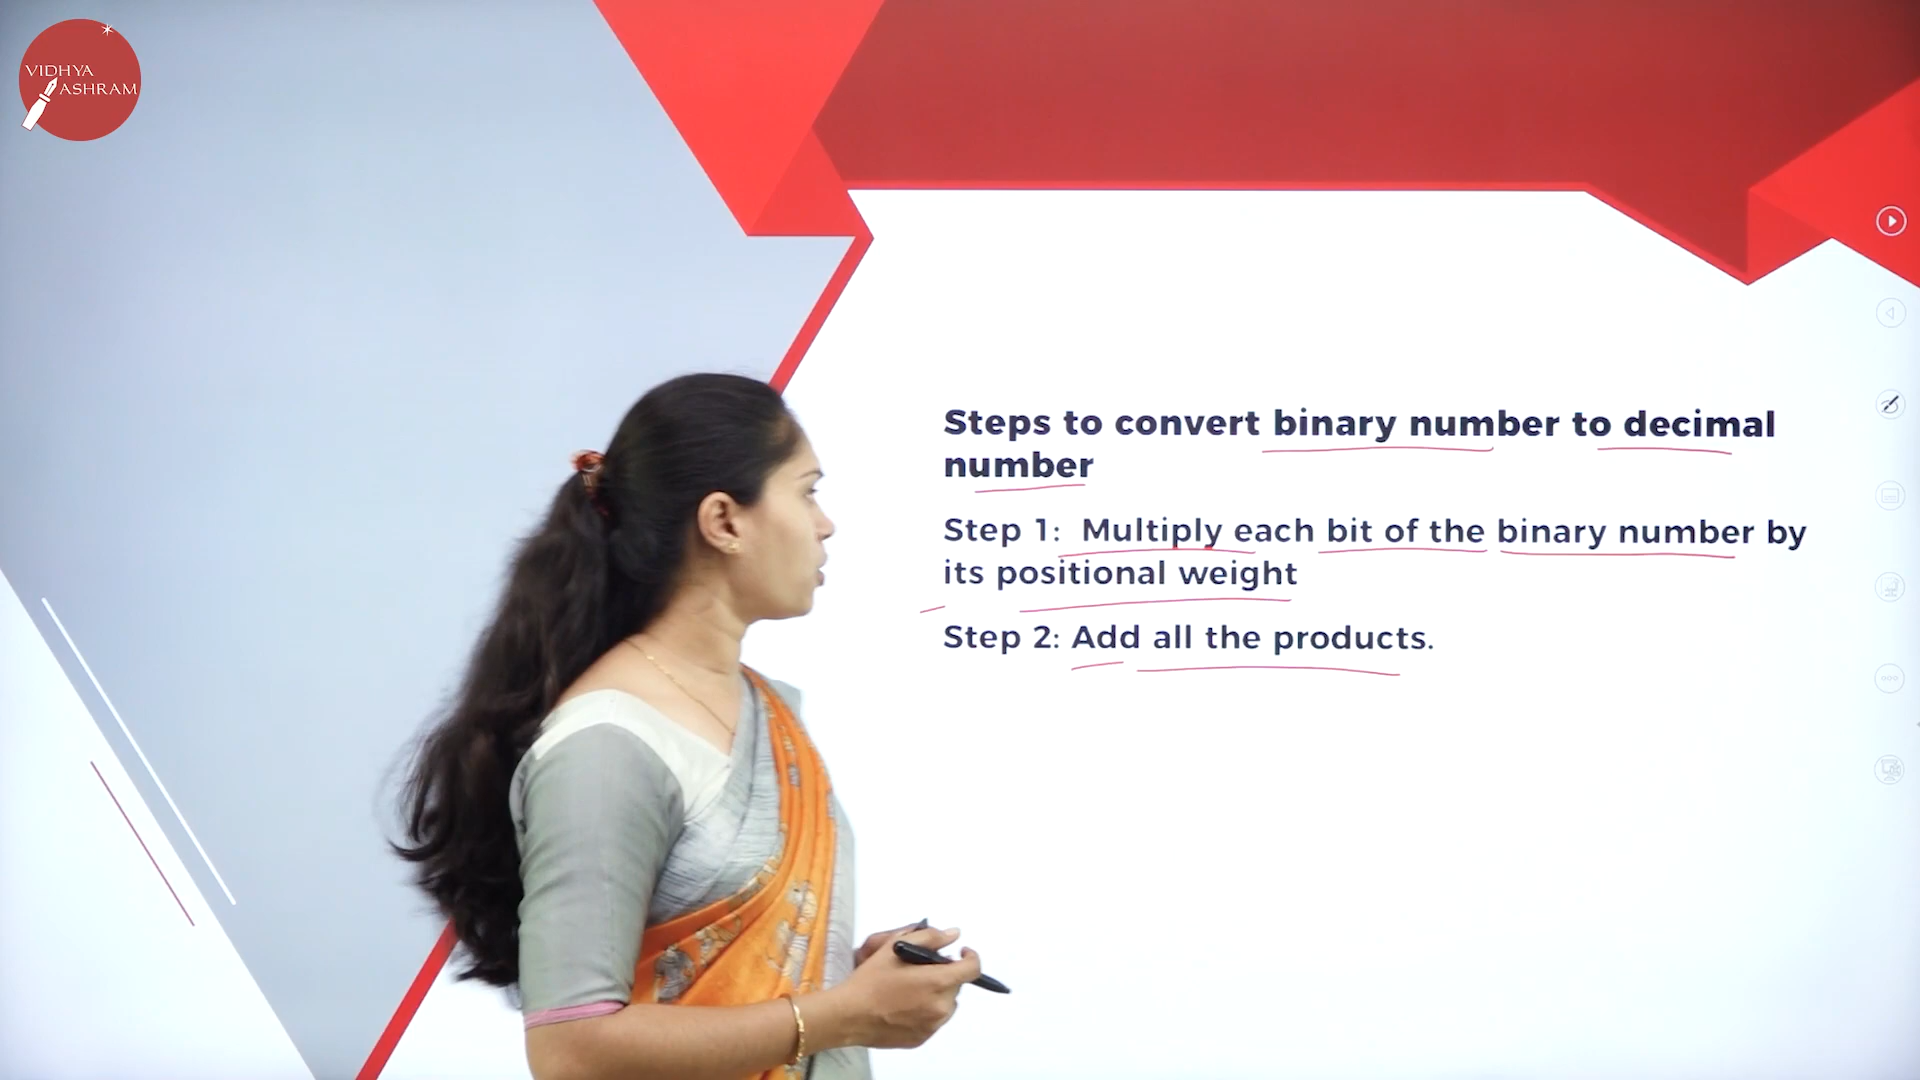 VIDHYA
ASHRAM
Steps to convert binary number to decimal
number
Step 1: Multiply each bit of the binary number by
its positional weight
Step 2: Add all the products.